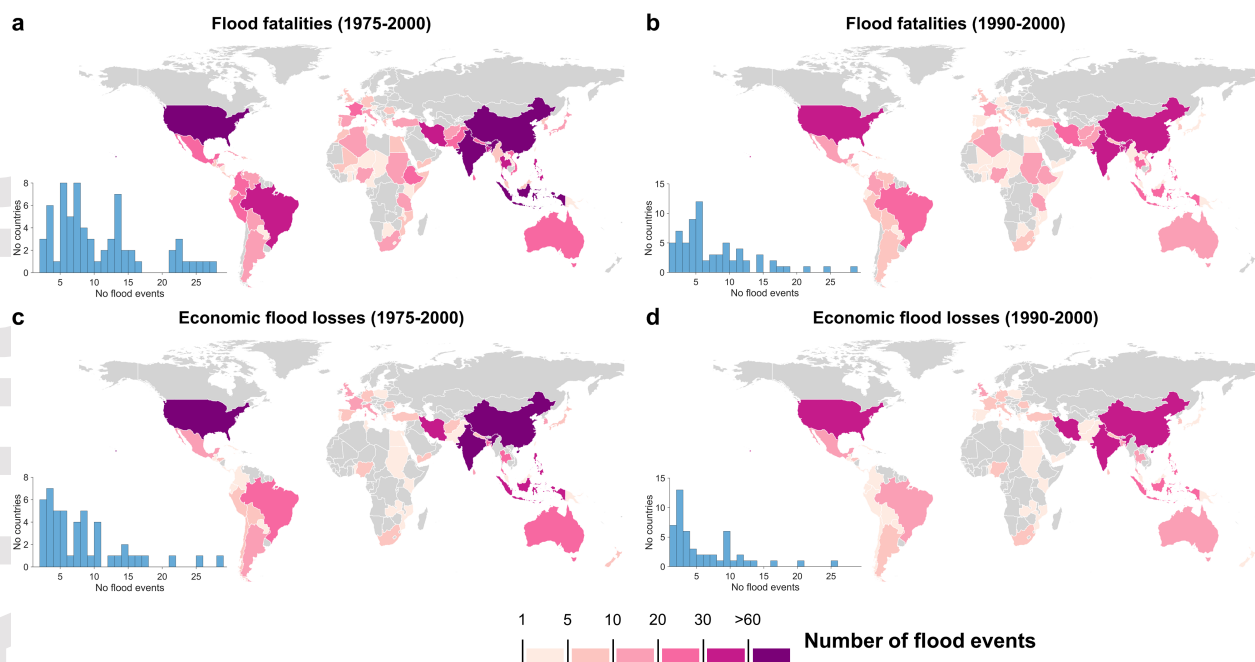 a
Flood fatalities (1975-2000)
8
6
4
2
0
No countries
5 10 15 20 25
No flood events
b
Flood fatalities (1990-2000)
15
10
5
0
No countries
5 10 15 20 25
No flood events
c
Economic flood losses (1975-2000)
8
6
4
2
0
No countries
5 10 15 20 25
No flood events
d
Economic flood losses (1990-2000)
15
10
5
0
No countries
5 10 15 20 25
No flood events
1 5 10 20 30 >60
Number of flood events